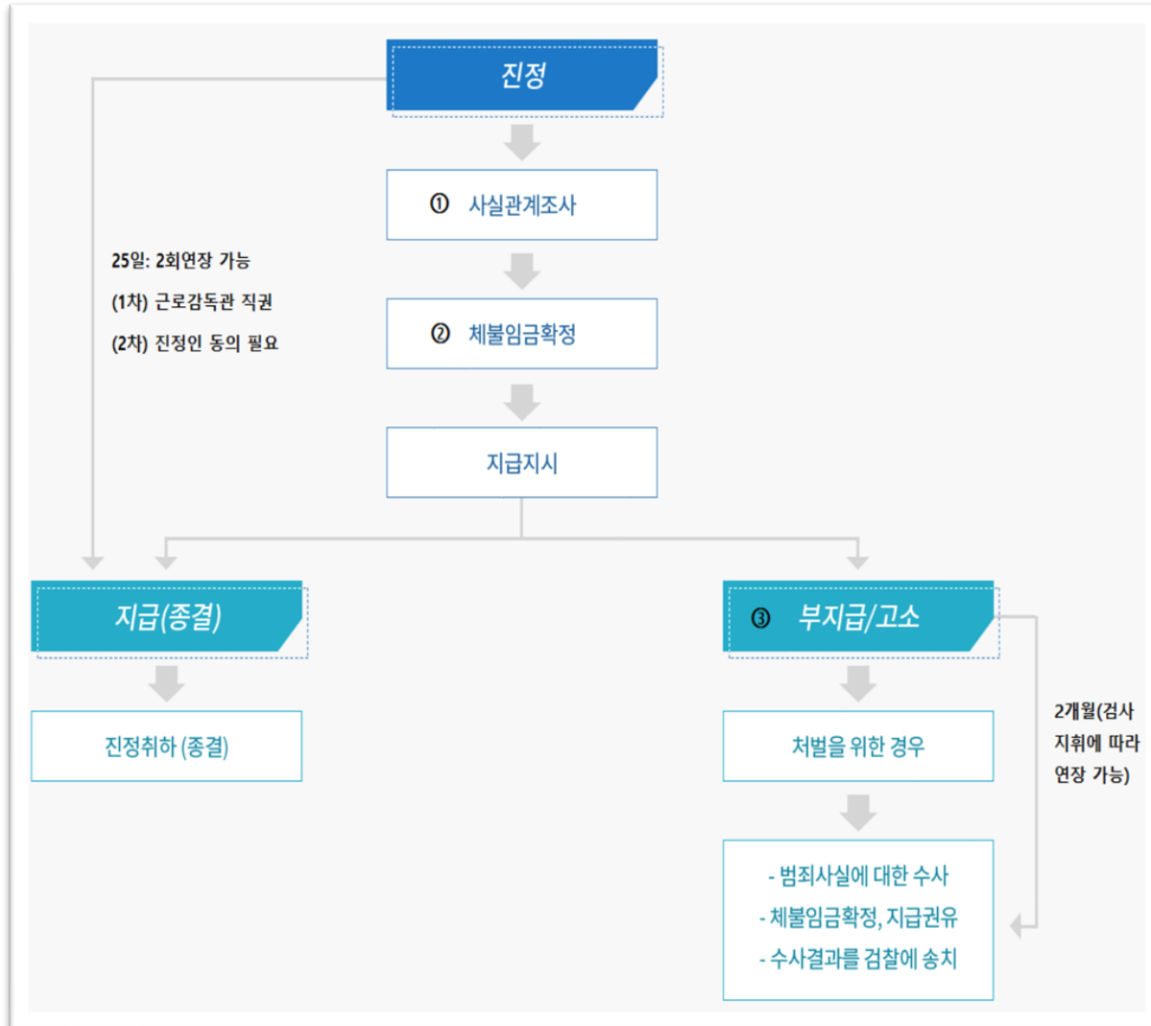 진정
① 사실관계조사
25일: 2회연장 가능
(1차) 근로감독관 직권
(2차) 진정인 동의 필요
② 체불임금확정
지급지시
지급(종결)
진정취하 (종결)
③ 부지급/고소
처벌을 위한 경우
2개월(검사
지휘에 따라
연장 가능)
- 범죄사실에 대한 수사
- 체불임금확정, 지급권유
- 수사결과를 검찰에 송치